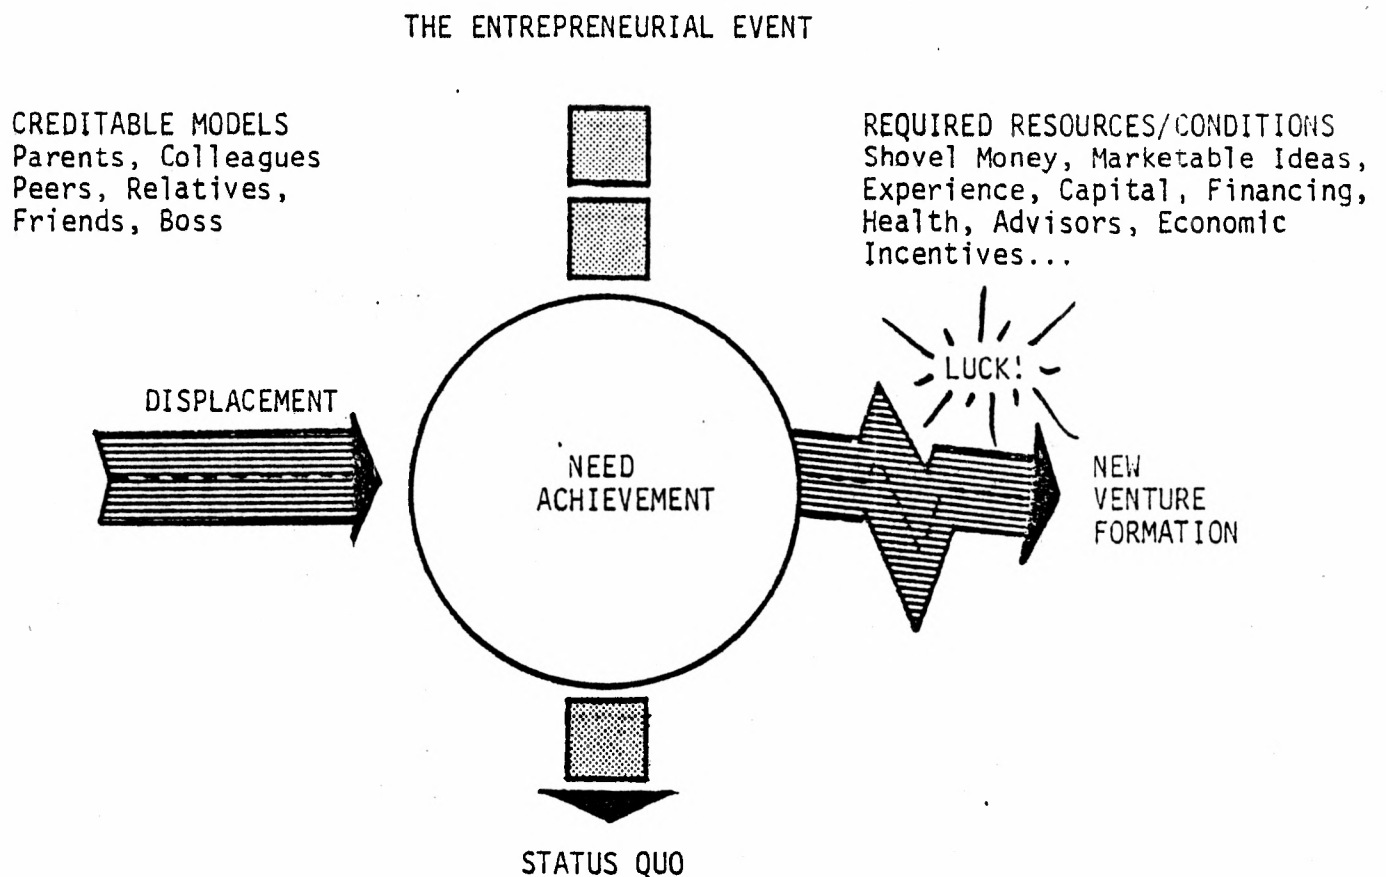 THE ENTREPRENEURIAL EVENT
CREDITABLE MODELS
Parents, Colleagues
Peers, Relatives,
Friends, Boss
REQUIRED RESOURCES/CONDITIONS
Shovel Money, Marketable Ideas,
Experience, Capital, Financing,
Health, Advisors, Economic
Incentives...
LUCK!
DISPLACEMENT
NEED
ACHIEVEMENT
NEW
VENTURE
FORMATION
STATUS QUO